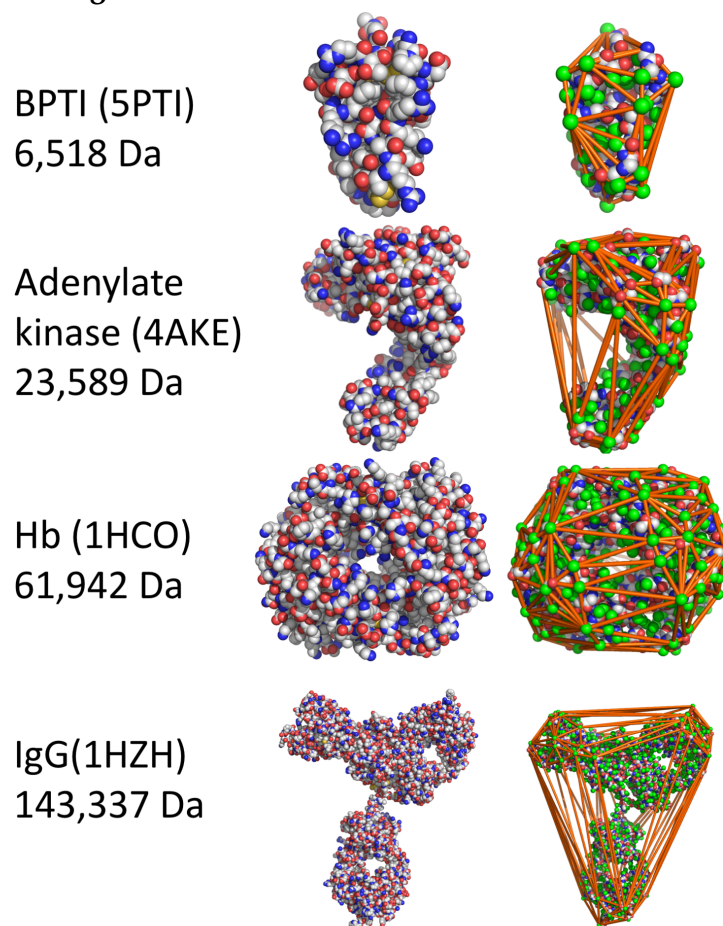 BPTI (5PTI)
6,518 Da
Adenylate
kinase (4AKE)
23,589 Da
Hb (1HCO)
61,942 Da
IgG(1HZH)
143,337 Da